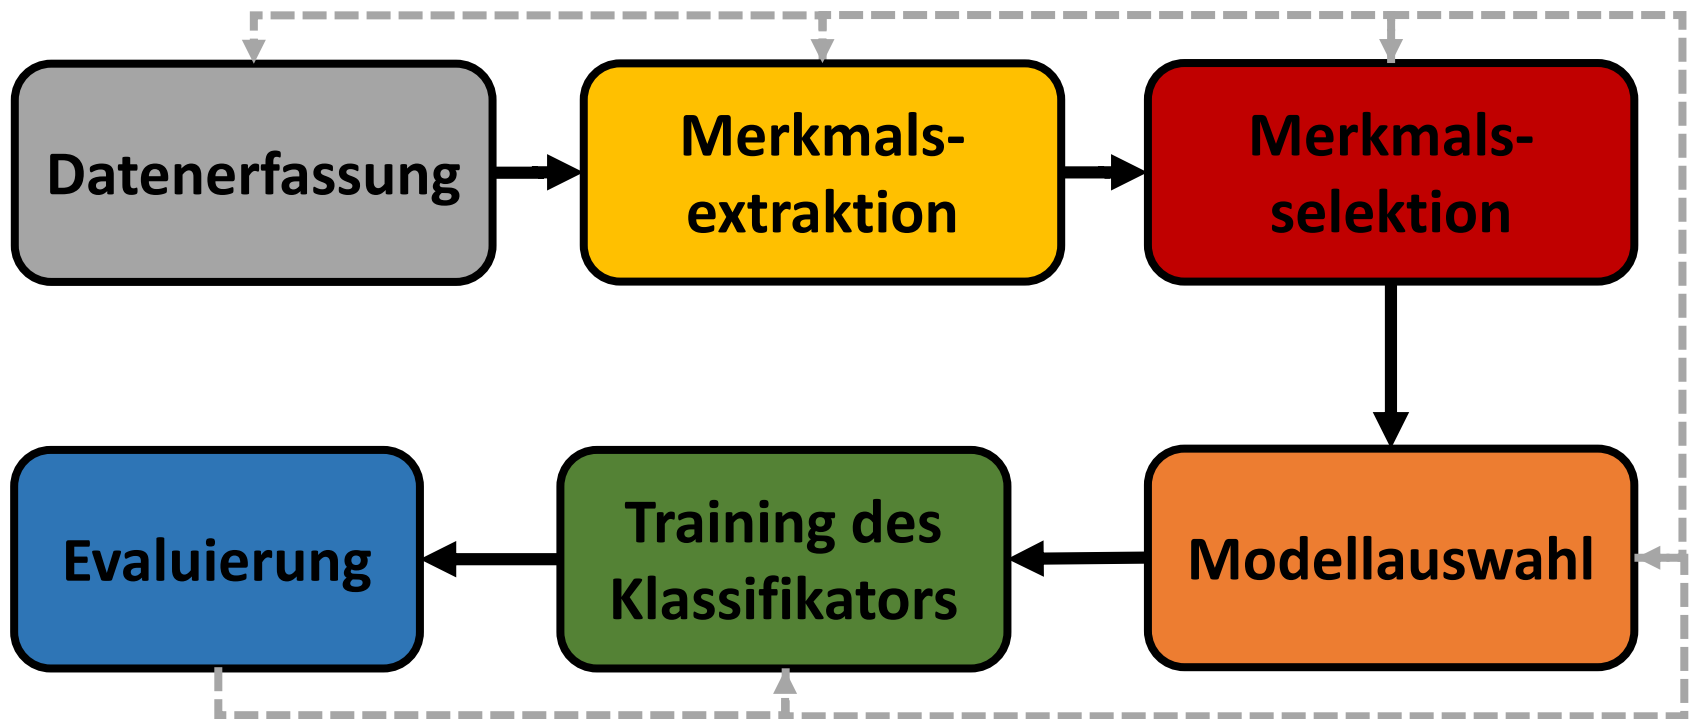 Datenerfassung
Merkmals-
extraktion
Merkmals-
selektion
Evaluierung
Training des
Klassifikators
Modellauswahl